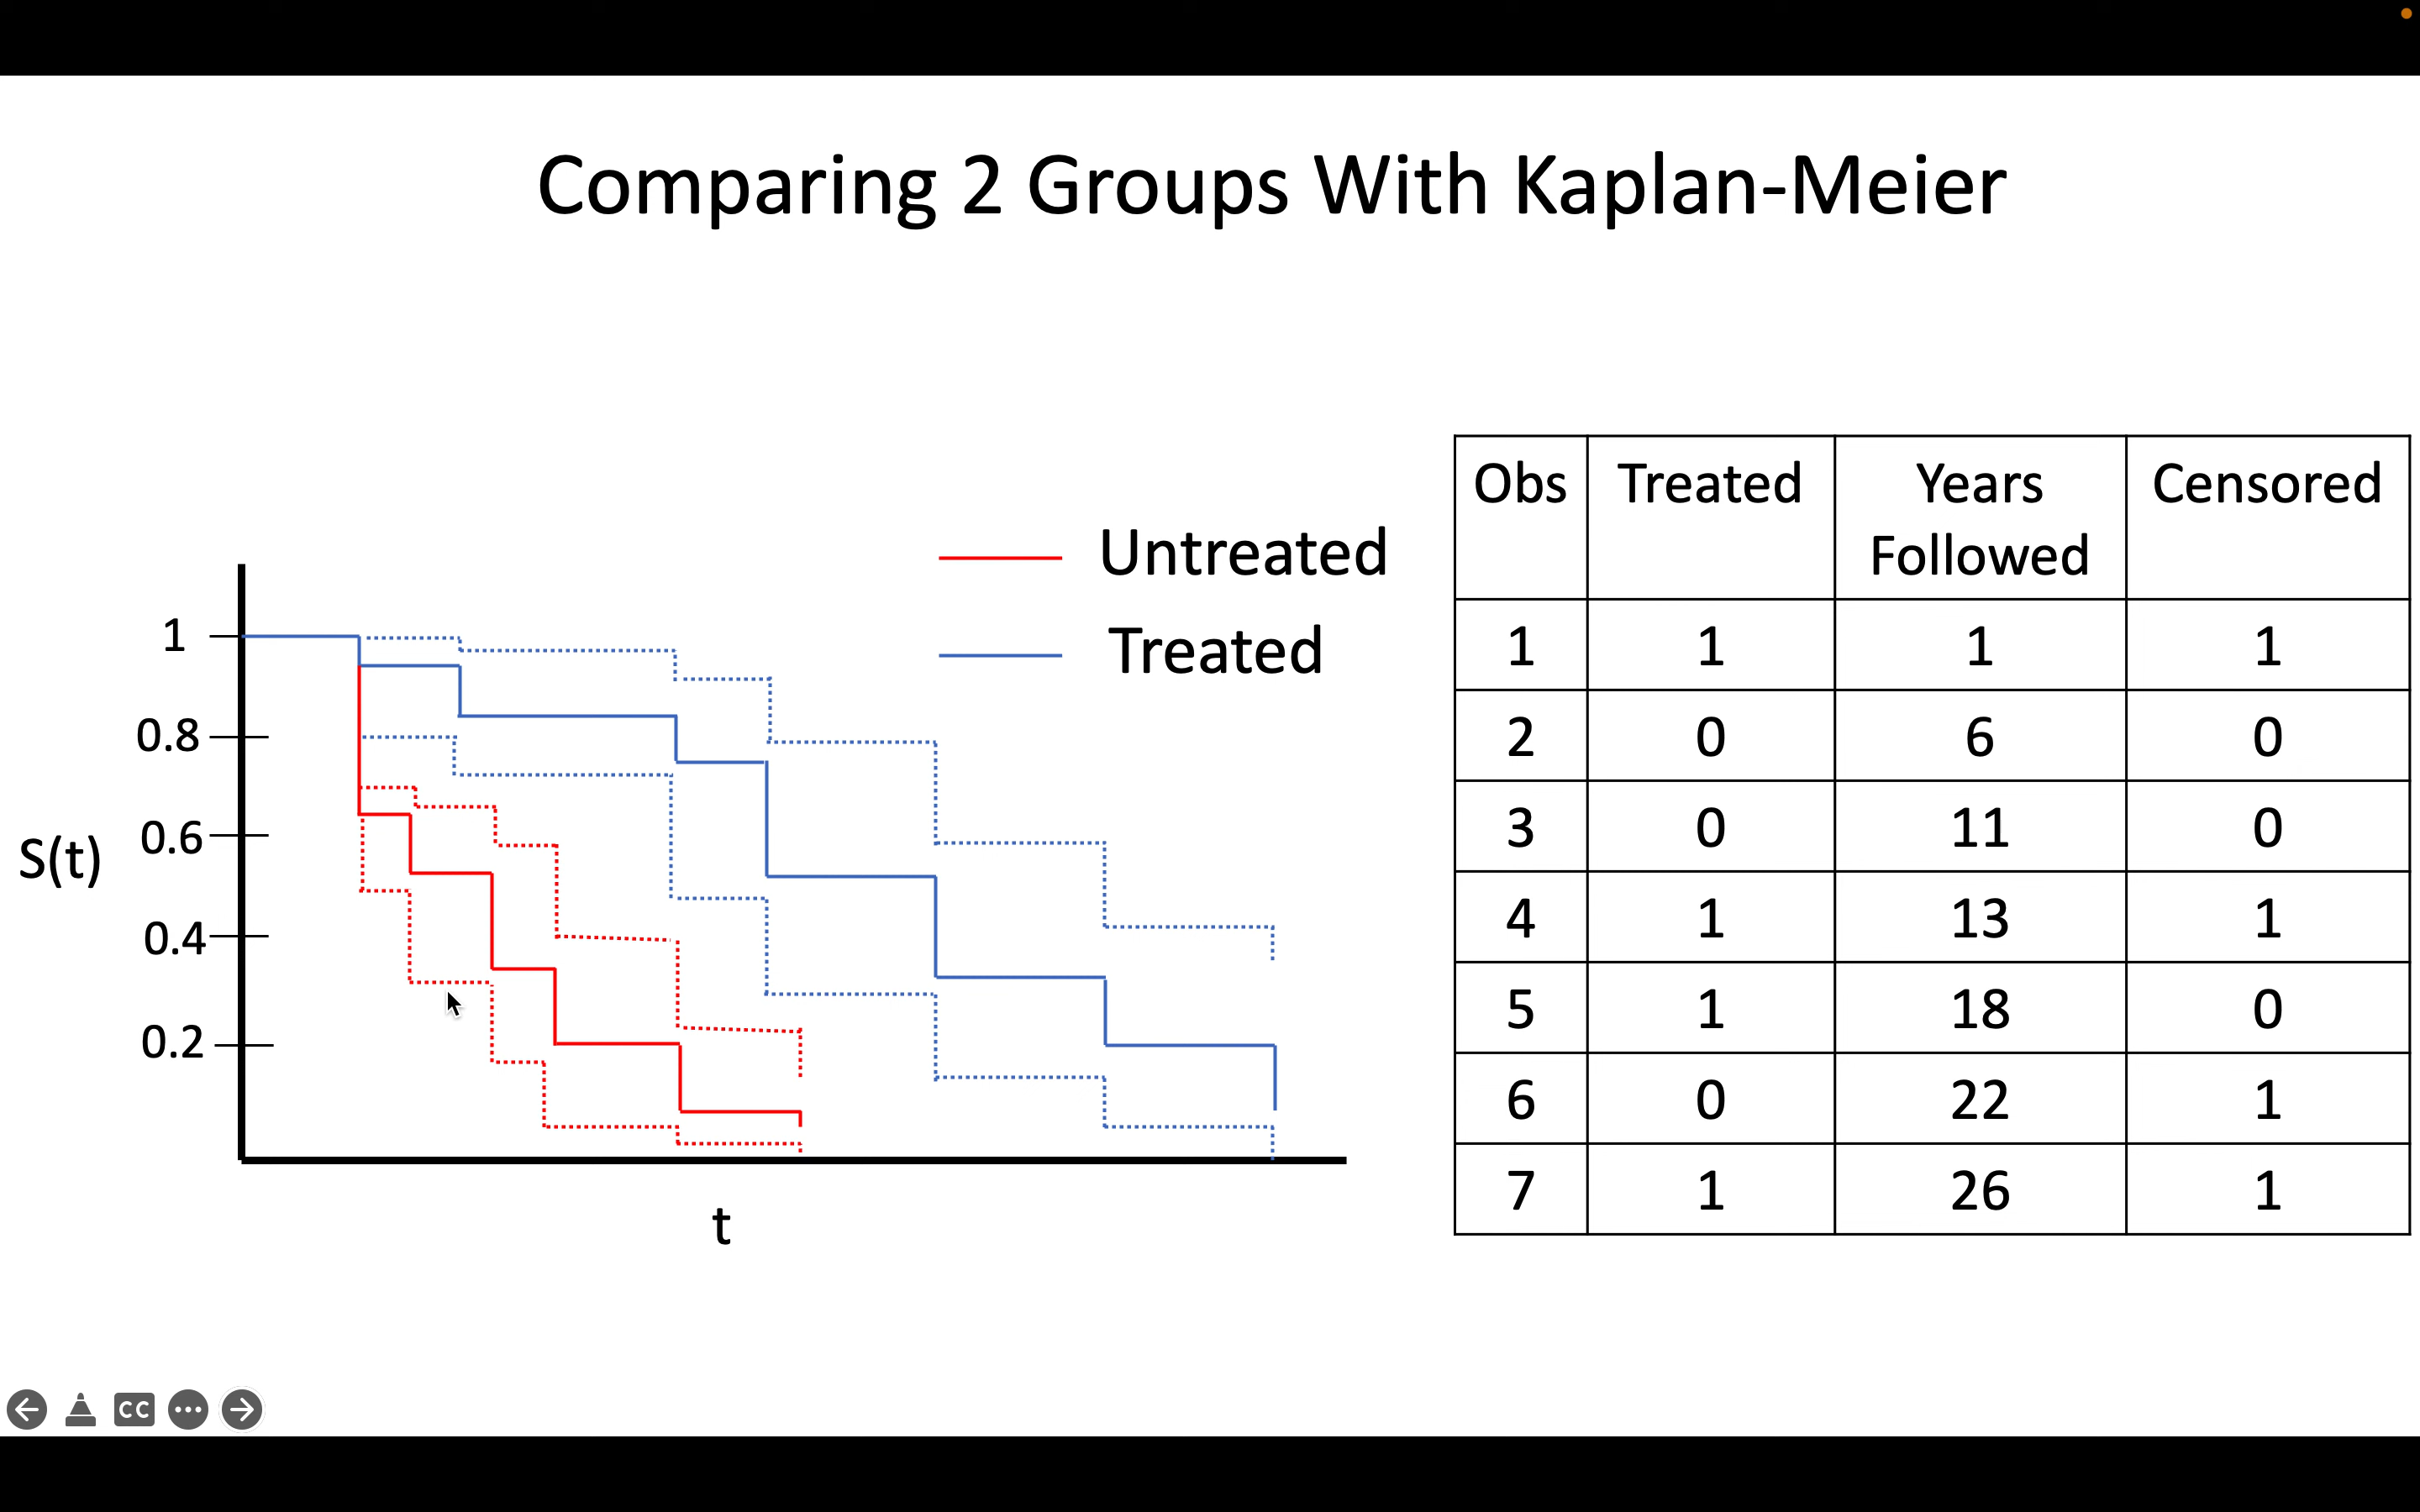 Comparing 2 Groups With Kaplan-Meier
Untreated
Treated
1
0.8
0.6
S(t)
0.4
0.2
t
Obs Treated Years Followed Censored
1 1 1 1
2 0 6 0
3 0 11 0
4 1 13 1
5 1 18 0
6 0 22 1
7 1 26 1
CC